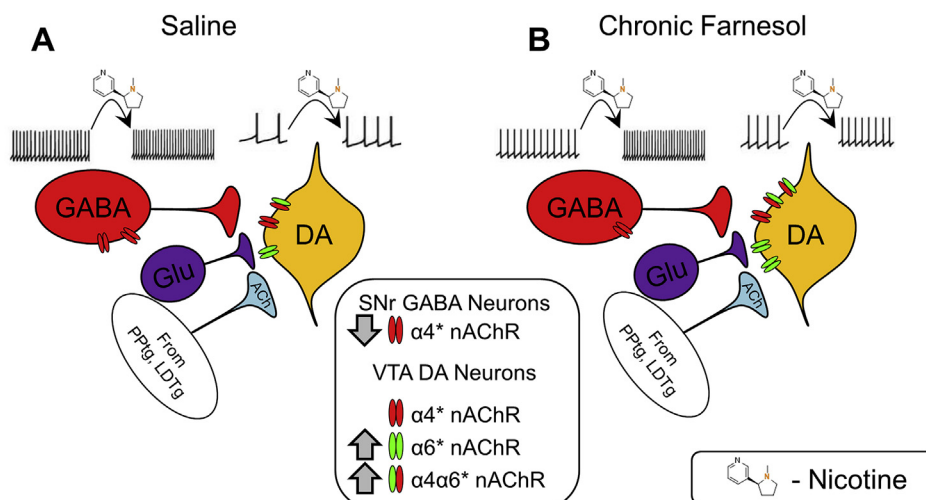 A
Saline
B
Chronic Farnesol
N
N
N
N
N
N
N
N
GABA
DA
Glu
ACh
From
PPtg, LDTg
GABA
DA
Glu
ACh
From
PPtg, LDTg
SNr GABA Neurons
α4* nAChR
VTA DA Neurons
α4* nAChR
α6* nAChR
α4α6* nAChR
N
N
- Nicotine